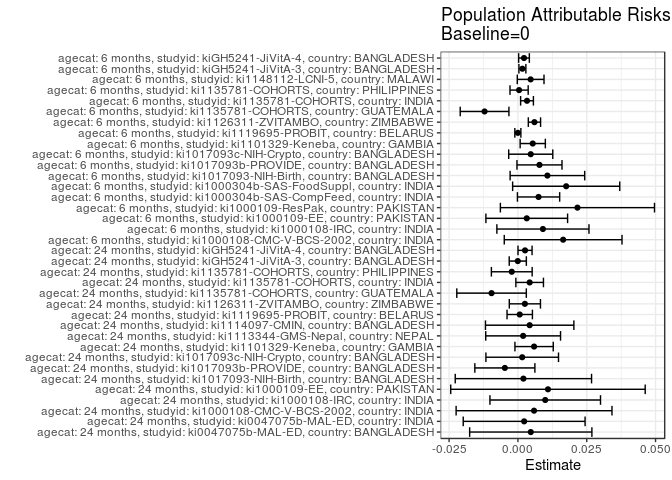 Population Attributable Risks
Baseline=0
agecat: 6 months, studyid: kiGH5241-JiVitA-4, country: BANGLADESH
agecat: 6 months, studyid: kiGH5241-JiVitA-3, country: BANGLADESH
agecat: 6 months, studyid: ki1148112-LCNI-5, country: MALAWI
agecat: 6 months, studyid: ki1135781-COHORTS, country: PHILIPPINES
agecat: 6 months, studyid: ki1135781-COHORTS, country: INDIA
agecat: 6 months, studyid: ki1135781-COHORTS, country: GUATEMALA
agecat: 6 months, studyid: ki1126311-ZVITAMBO, country: ZIMBABWE
agecat: 6 months, studyid: ki1119695-PROBIT, country: BELARUS
agecat: 6 months, studyid: ki1101329-Keneba, country: GAMBIA
agecat: 6 months, studyid: ki1017093c-NIH-Crypto, country: BANGLADESH
agecat: 6 months, studyid: ki1017093b-PROVIDE, country: BANGLADESH
agecat: 6 months, studyid: ki1017093-NIH-Birth, country: BANGLADESH
agecat: 6 months, studyid: ki1000304b-SAS-FoodSuppl, country: INDIA
agecat: 6 months, studyid: ki1000304b-SAS-CompFeed, country: INDIA
agecat: 6 months, studyid: ki1000109-ResPak, country: PAKISTAN
agecat: 6 months, studyid: ki1000109-EE, country: PAKISTAN
agecat: 6 months, studyid: ki1000108-IRC, country: INDIA
agecat: 6 months, studyid: ki1000108-CMC-V-BCS-2002, country: INDIA
agecat: 24 months, studyid: kiGH5241-JiVitA-4, country: BANGLADESH
agecat: 24 months, studyid: kiGH5241-JiVitA-3, country: BANGLADESH
agecat: 24 months, studyid: ki1135781-COHORTS, country: PHILIPPINES
agecat: 24 months, studyid: ki1135781-COHORTS, country: INDIA
agecat: 24 months, studyid: ki1135781-COHORTS, country: GUATEMALA
agecat: 24 months, studyid: ki1126311-ZVITAMBO, country: ZIMBABWE
agecat: 24 months, studyid: ki1119695-PROBIT, country: BELARUS
agecat: 24 months, studyid: ki1114097-CMIN, country: BANGLADESH
agecat: 24 months, studyid: ki1113344-GMS-Nepal, country: NEPAL
agecat: 24 months, studyid: ki1101329-Keneba, country: GAMBIA
agecat: 24 months, studyid: ki1017093c-NIH-Crypto, country: BANGLADESH
agecat: 24 months, studyid: ki1017093b-PROVIDE, country: BANGLADESH
agecat: 24 months, studyid: ki1017093-NIH-Birth, country: BANGLADESH
agecat: 24 months, studyid: ki1000109-EE, country: PAKISTAN
agecat: 24 months, studyid: ki1000108-IRC, country: INDIA
agecat: 24 months, studyid: ki1000108-CMC-V-BCS-2002, country: INDIA
agecat: 24 months, studyid: ki0047075b-MAL-ED, country: INDIA
agecat: 24 months, studyid: ki0047075b-MAL-ED, country: BANGLADESH
-0.025 0.000 0.025 0.050
Estimate